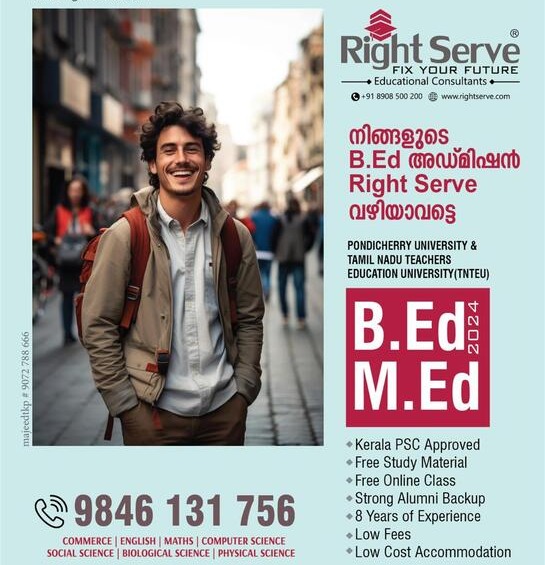 Right Serve®
FIX YOUR FUTURE
Educational Consultants
+91 8908 500 200 www.rightserve.com
നിങ്ങളുടെ
B.Ed അഡ്മിഷൻ
Right Serve
വഴിയാവട്ടെ
PONDICHERRY UNIVERSITY &
TAMIL NADU TEACHERS
EDUCATION UNIVERSITY(TNTEU)
B.Ed 2024
M.Ed
Kerala PSC Approved
Free Study Material
Free Online Class
Strong Alumni Backup
8 Years of Experience
Low Fees
Low Cost Accommodation
majeedtkp # 9072 788 666
9846 131 756
COMMERCE | ENGLISH | MATHS | COMPUTER SCIENCE
SOCIAL SCIENCE | BIOLOGICAL SCIENCE | PHYSICAL SCIENCE